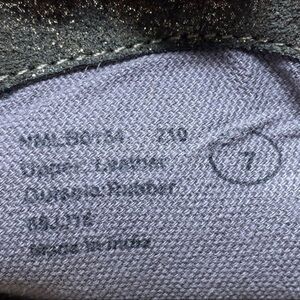 210
7
Upper: Leather
Outsole: Rubber
Made in India